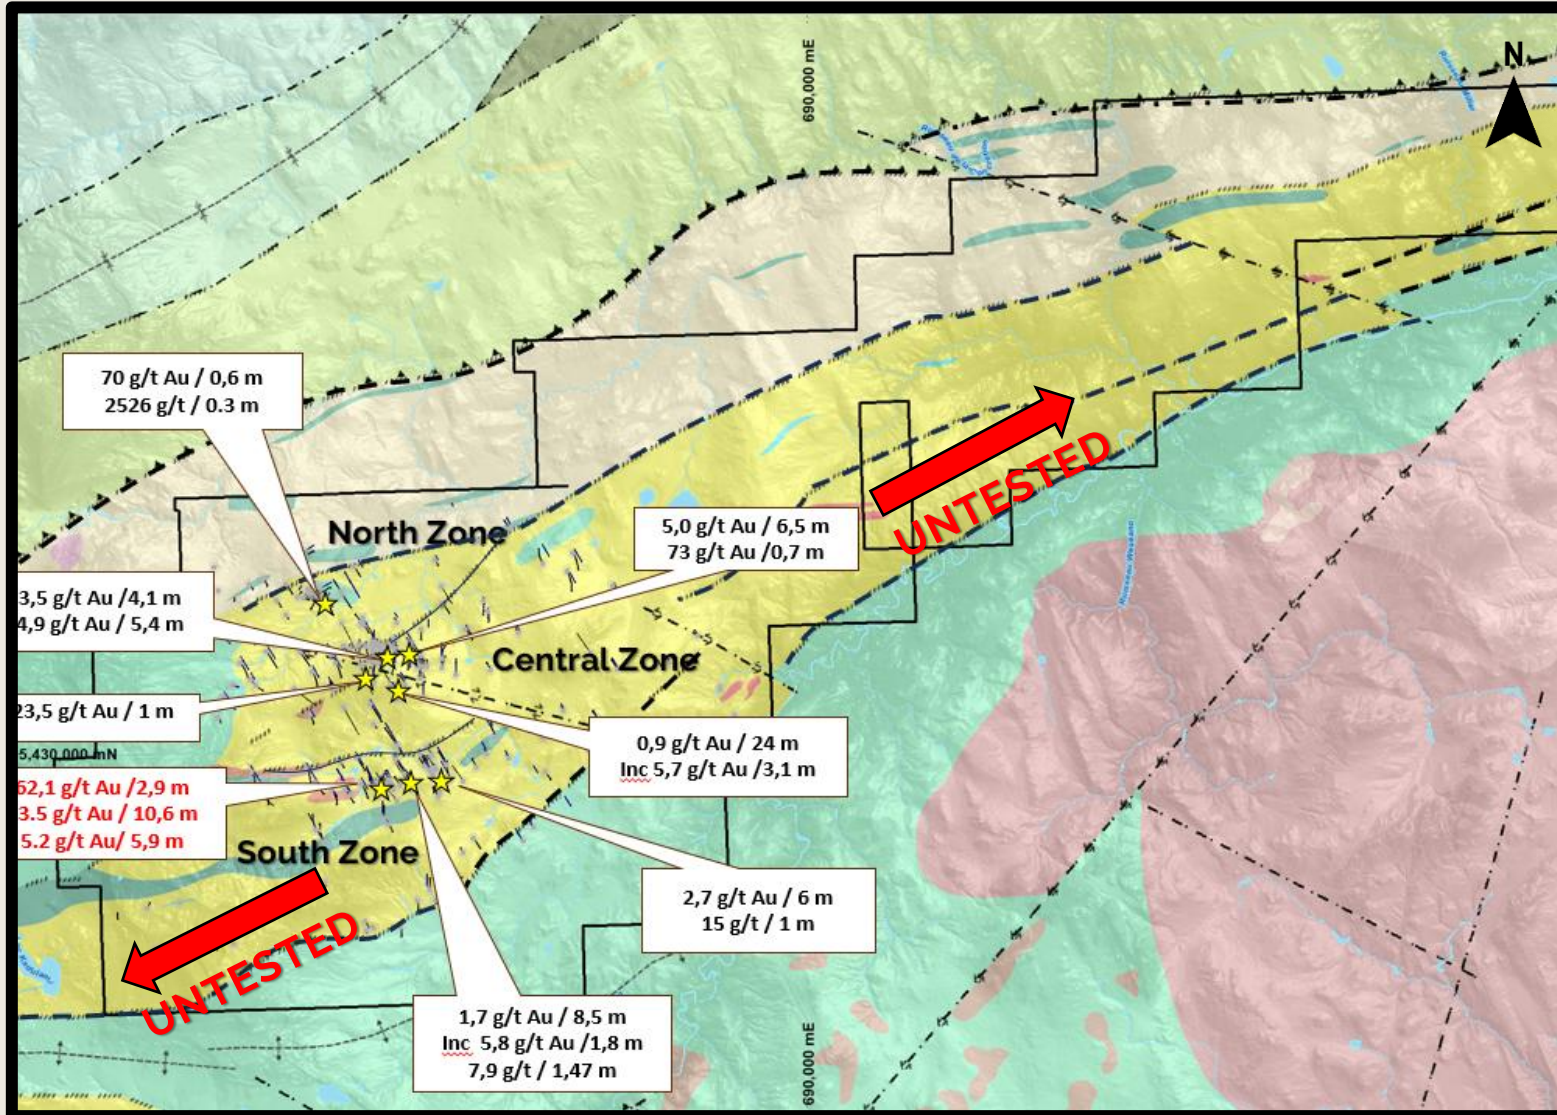 690,000 mE
N
70 g/t Au / 0,6 m
2526 g/t / 0.3 m
North Zone
5,0 g/t Au / 6,5 m
73 g/t Au /0,7 m
UNTESTED
3,5 g/t Au /4,1 m
4,9 g/t Au / 5,4 m
Central Zone
23,5 g/t Au / 1 m
0,9 g/t Au / 24 m
Inc 5,7 g/t Au /3,1 m
5,430,000 mN
62,1 g/t Au /2,9 m
3.5 g/t Au / 10,6 m
5.2 g/t Au/ 5,9 m
South Zone
2,7 g/t Au / 6 m
15 g/t / 1 m
UNTESTED
1,7 g/t Au / 8,5 m
Inc 5,8 g/t Au /1,8 m
7,9 g/t / 1,47 m
690,000 mE